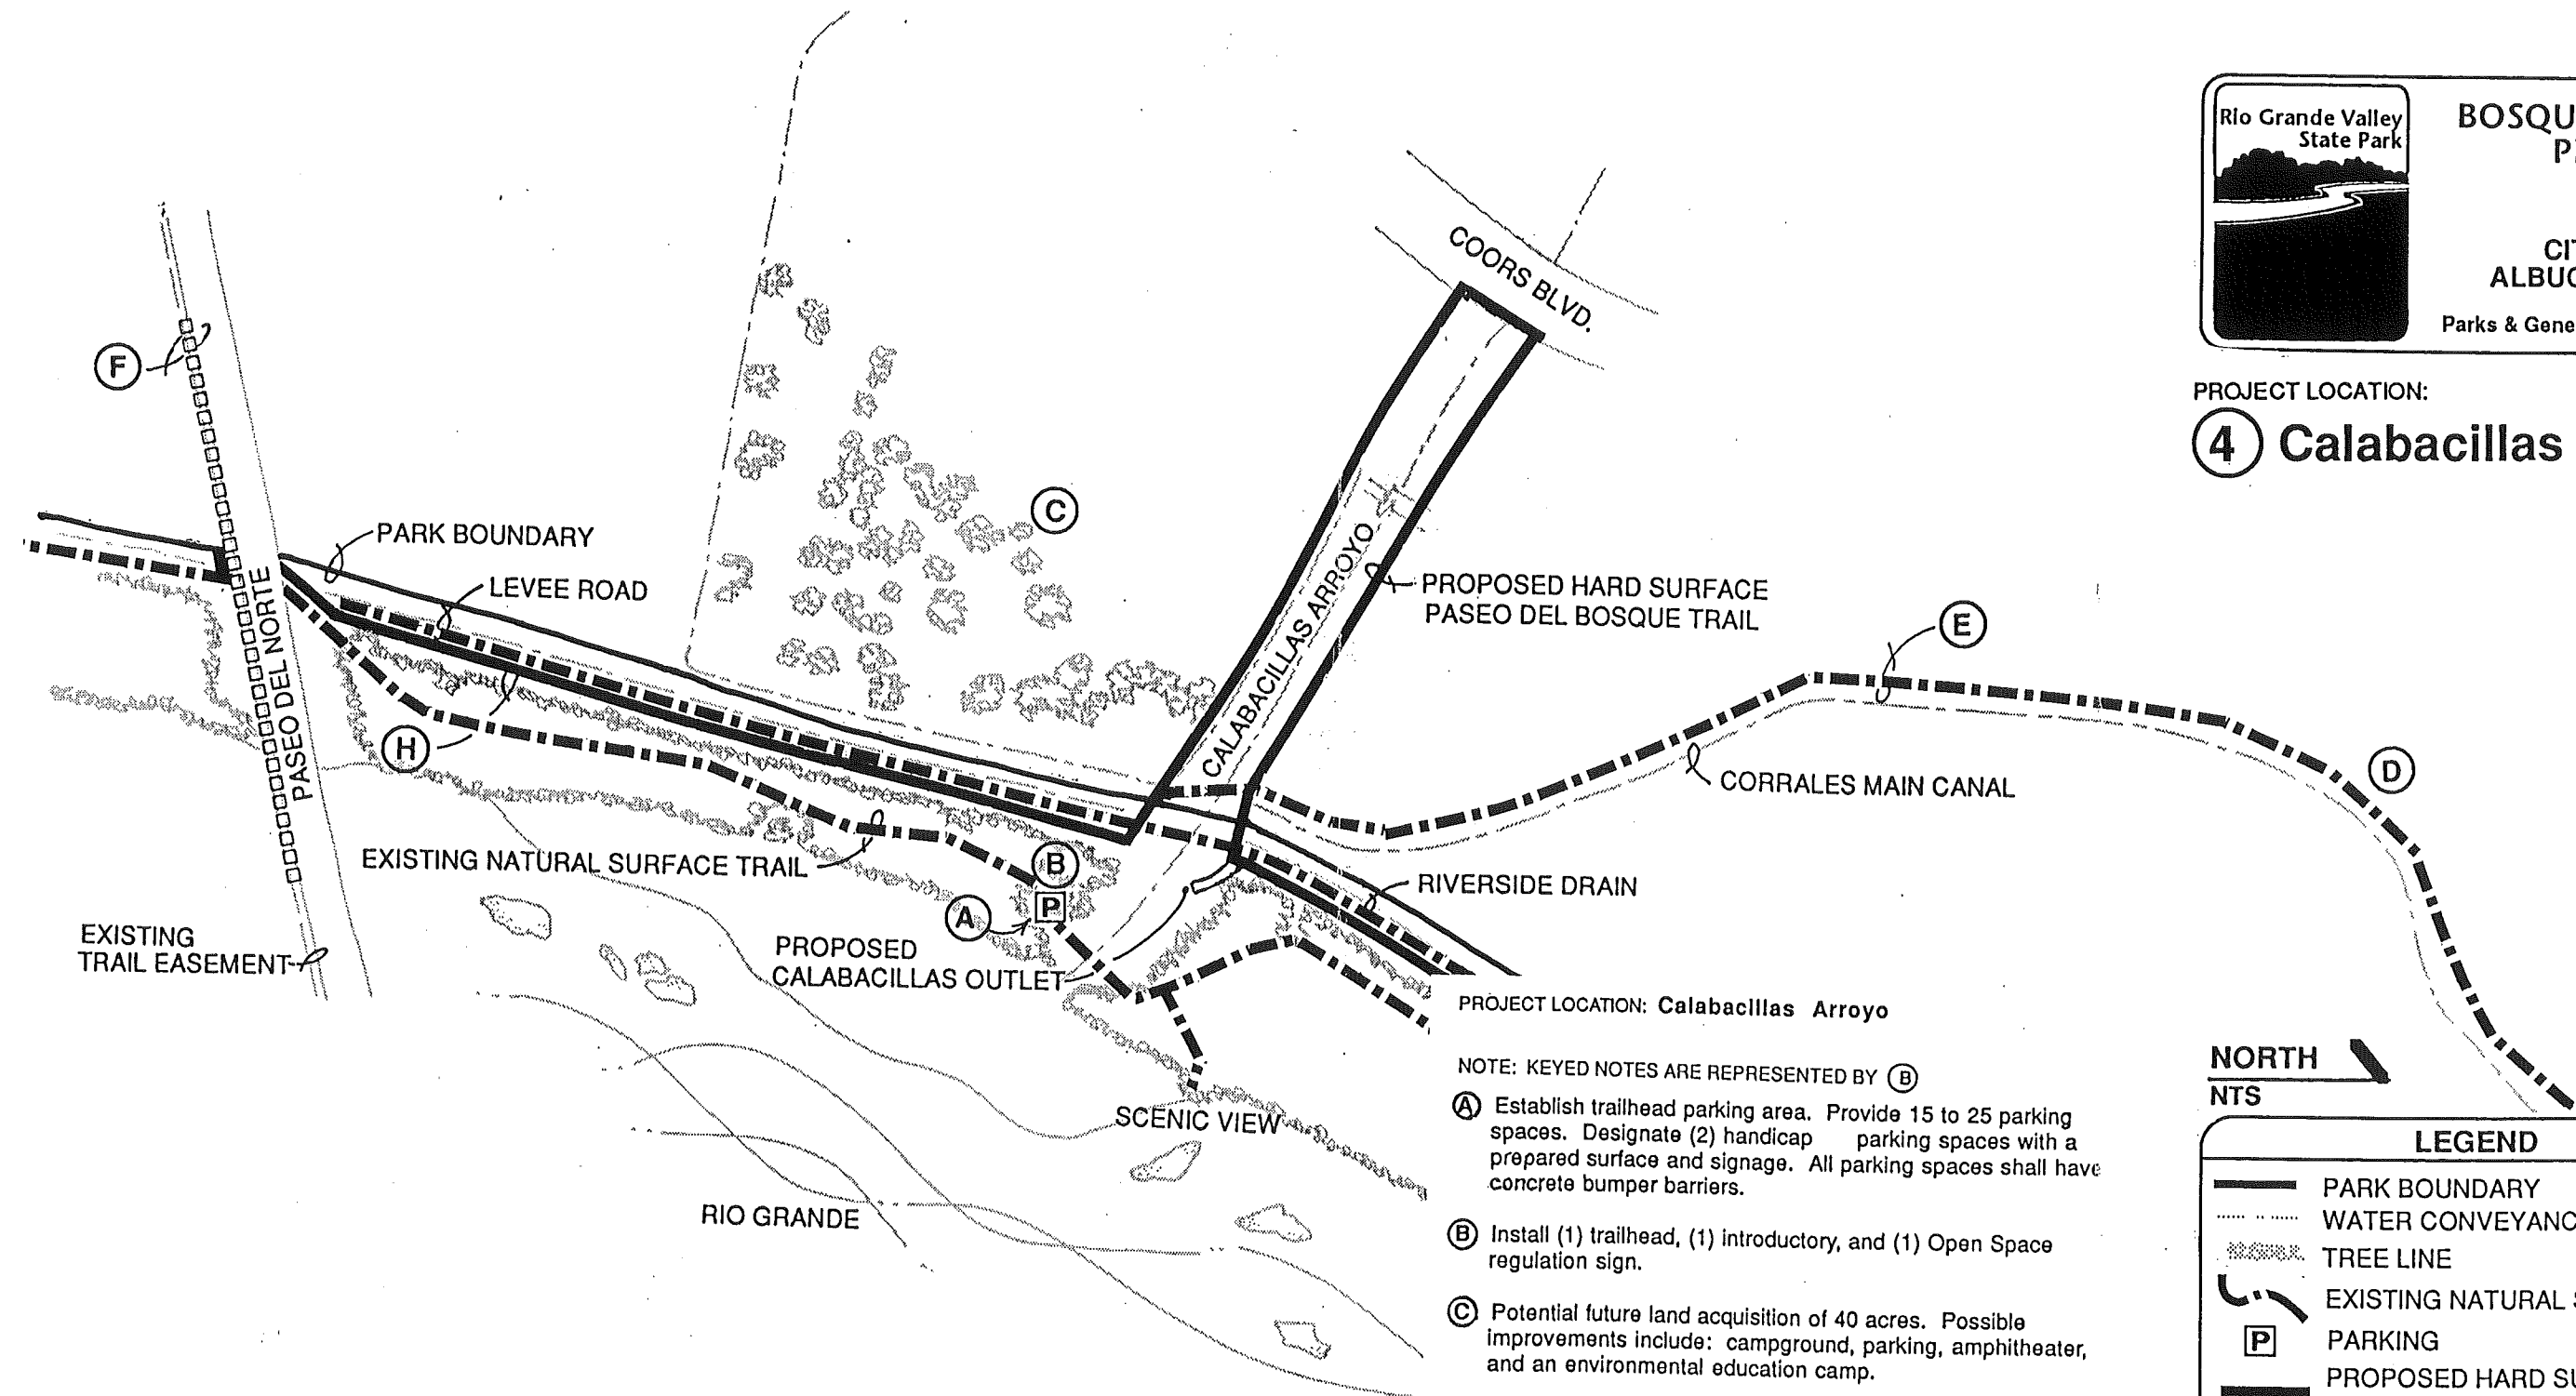 Rio Grande Valley
State Park
BOSQU
P
CIT
ALBUQ
Parks & Gene
PROJECT LOCATION:
4 Calabacillas
COORS BLVD.
F
C
PARK BOUNDARY
LEVEE ROAD
PASEO DEL NORTE
CALABACILLAS ARROYO
PROPOSED HARD SURFACE
PASEO DEL BOSQUE TRAIL
E
H
D
CORRALES MAIN CANAL
EXISTING NATURAL SURFACE TRAIL
B
P
A
RIVERSIDE DRAIN
EXISTING
TRAIL EASEMENT
PROPOSED
CALABACILLAS OUTLET
SCENIC VIEW
RIO GRANDE
PROJECT LOCATION: Calabacillas Arroyo
NOTE: KEYED NOTES ARE REPRESENTED BY B
A Establish trailhead parking area. Provide 15 to 25 parking
spaces. Designate (2) handicap parking spaces with a
prepared surface and signage. All parking spaces shall have
concrete bumper barriers.
B Install (1) trailhead, (1) introductory, and (1) Open Space
regulation sign.
C Potential future land acquisition of 40 acres. Possible
improvements include: campground, parking, amphitheater,
and an environmental education camp.
NORTH
NTS
LEGEND
PARK BOUNDARY
WATER CONVEYANC
TREE LINE
EXISTING NATURAL S
P PARKING
PROPOSED HARD SU